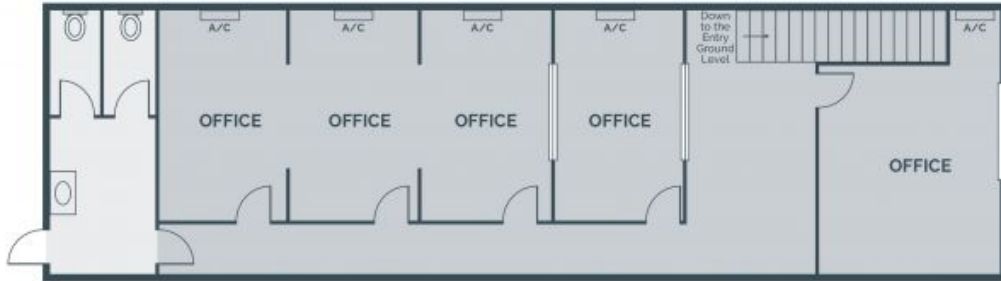 A/C
A/C
A/C
A/C
Down
to the
Entry
Ground
Level
A/C
OFFICE
OFFICE
OFFICE
OFFICE
OFFICE